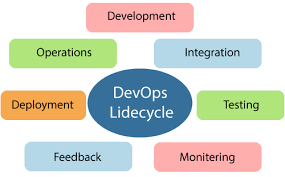 Development
Operations
Integration
DevOps
Lidecycle
Deployment
Testing
Feedback
Monitering